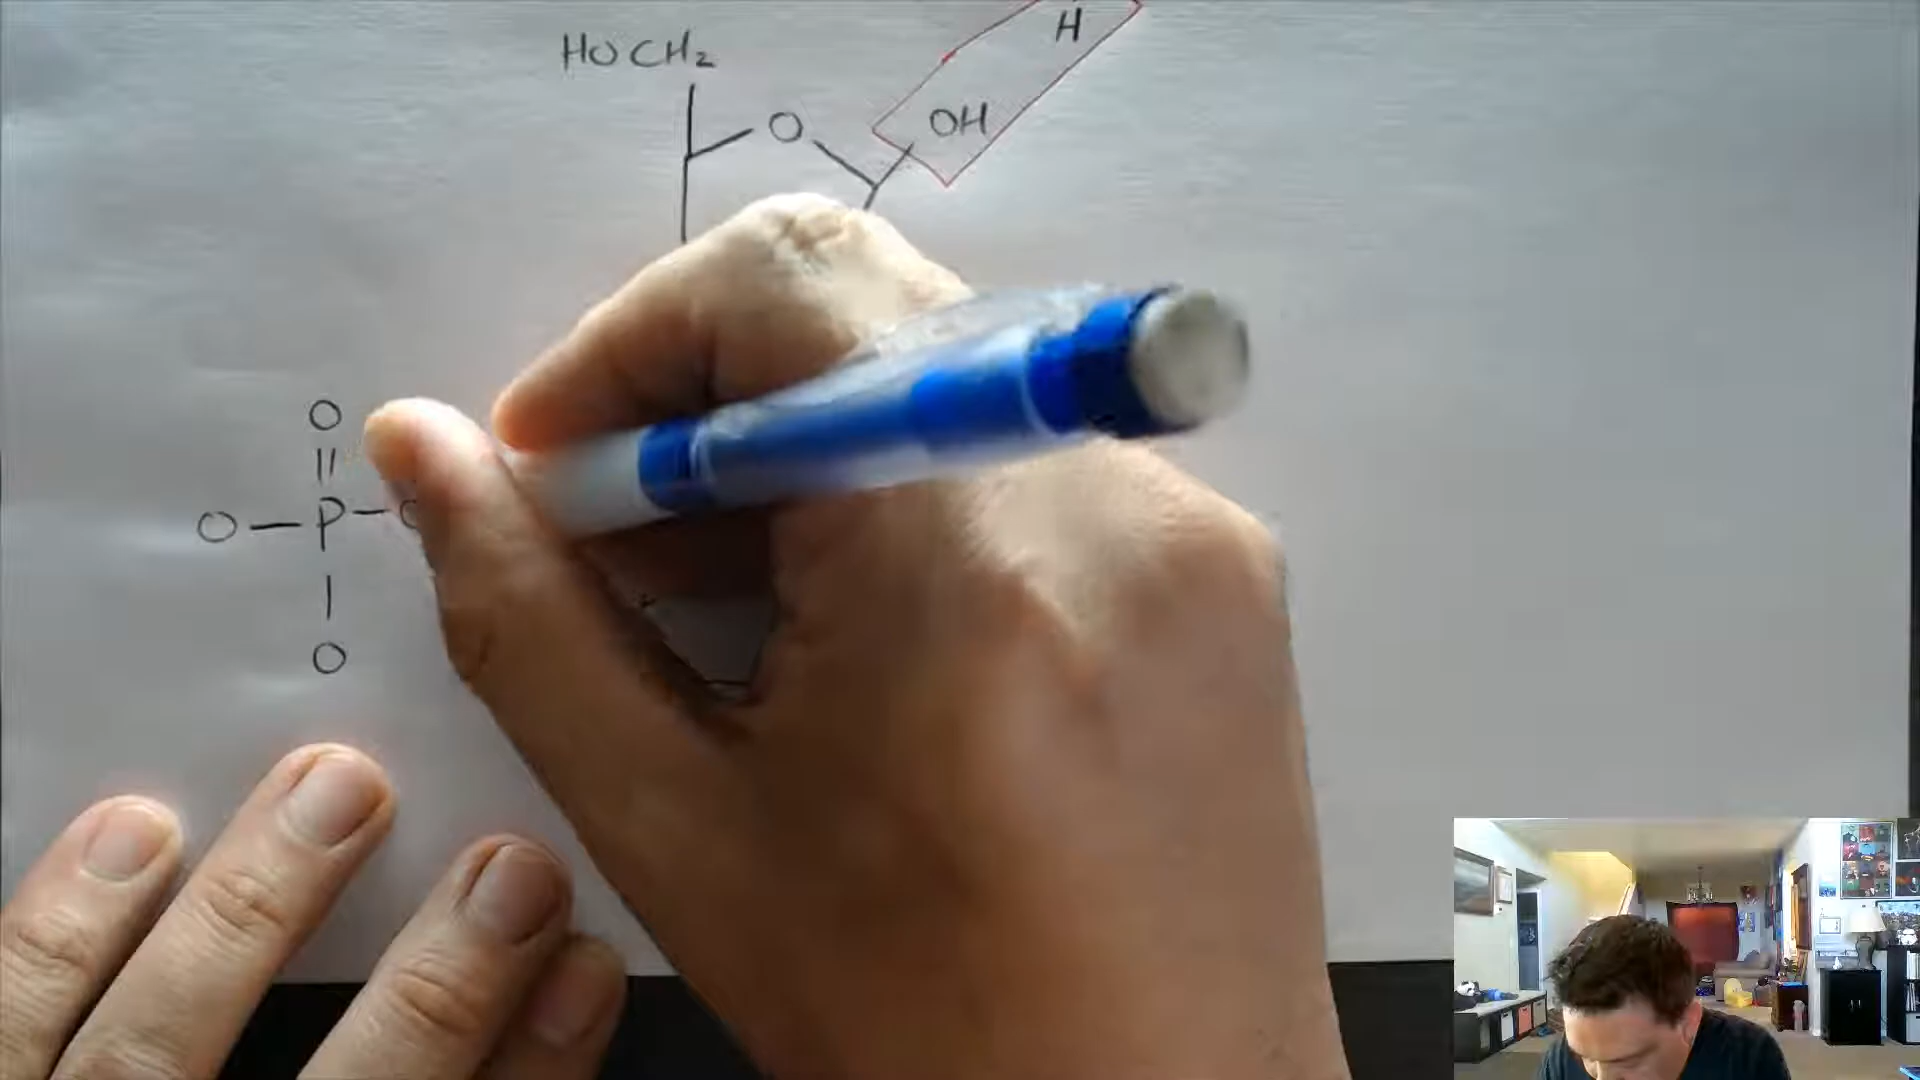 H
HOCH₂
O
OH
O
O — P — O
O